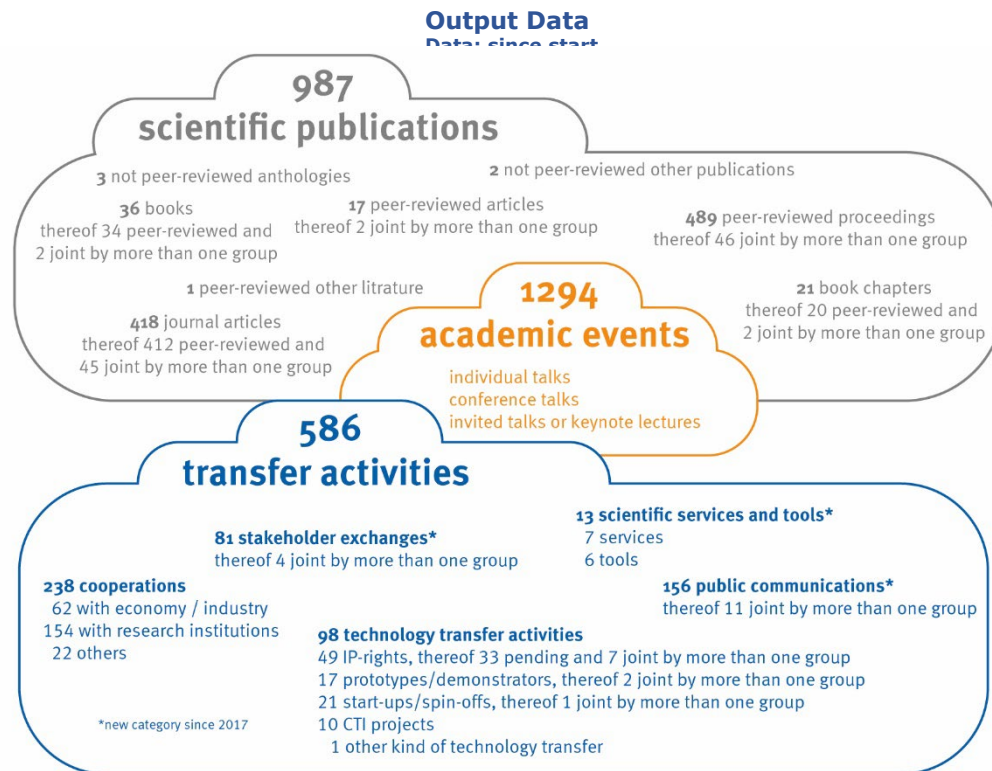 Output Data
Data: since start
987
scientific publications
3 not peer-reviewed anthologies
2 not peer-reviewed other publications
36 books
thereof 34 peer-reviewed and
2 joint by more than one group
17 peer-reviewed articles
thereof 2 joint by more than one group
489 peer-reviewed proceedings
thereof 46 joint by more than one group
1 peer-reviewed other litrature
418 journal articles
thereof 412 peer-reviewed and
45 joint by more than one group
21 book chapters
thereof 20 peer-reviewed and
2 joint by more than one group
1294
academic events
individual talks
conference talks
invited talks or keynote lectures
586
transfer activities
81 stakeholder exchanges*
thereof 4 joint by more than one group
13 scientific services and tools*
7 services
6 tools
238 cooperations
62 with economy / industry
154 with research institutions
22 others
156 public communications*
thereof 11 joint by more than one group
98 technology transfer activities
49 IP-rights, thereof 33 pending and 7 joint by more than one group
17 prototypes/demonstrators, thereof 2 joint by more than one group
21 start-ups/spin-offs, thereof 1 joint by more than one group
10 CTI projects
1 other kind of technology transfer
*new category since 2017